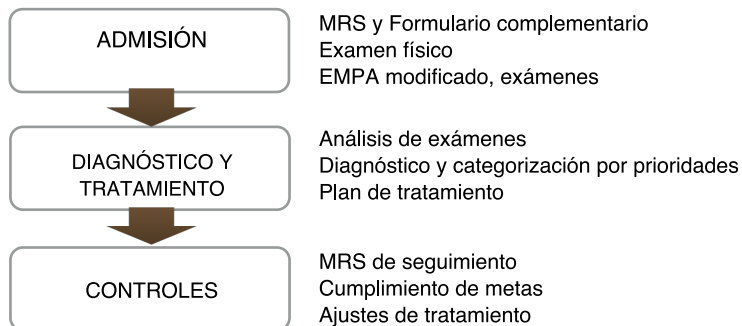 ADMISIÓN
MRS y Formulario complementario
Examen físico
EMPA modificado, exámenes
DIAGNÓSTICO Y
TRATAMIENTO
Análisis de exámenes
Diagnóstico y categorización por prioridades
Plan de tratamiento
CONTROLES
MRS de seguimiento
Cumplimiento de metas
Ajustes de tratamiento